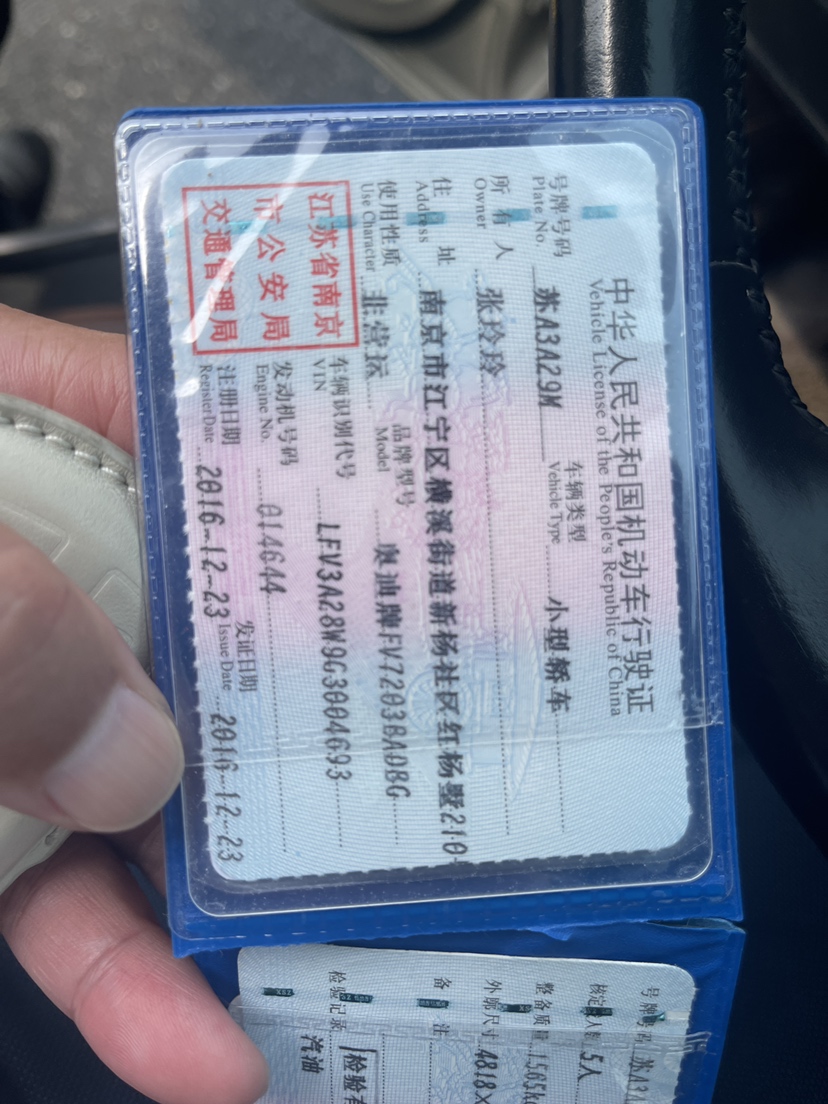 中华人民共和国机动车行驶证
Vehicle License of the People's Republic of China
号牌号码 苏A3A29M 车辆类型 小型轿车
Plate No. Vehicle Type
所有人 张玲玲
Owner
住址 南京市江宁区横溪街道新杨社区红杨墅210
Address
使用性质 非营运 品牌型号 奥迪牌FV7203BADBG
Use Character Model
江苏省南京
市公安局
交通管理局
车辆识别代号 LFV3A28W9G3004693
VIN
发动机号码 014644
Engine No.
注册日期 2016-12-23 发证日期 2016-12-23
Register Date Issue Date
号牌号码 苏A3A
核定载人数 5人
整备质量 1505k
外廓尺寸 4818×
备注
检验记录 检验有
汽油